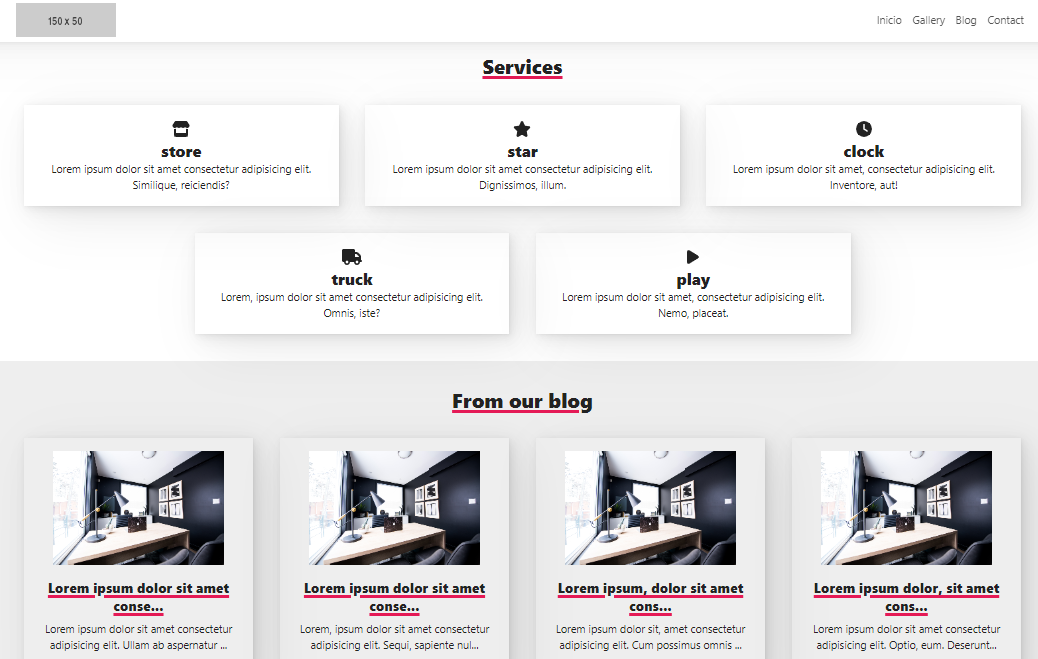 150 x 50
Inicio Gallery Blog Contact
Services
store
Lorem ipsum dolor sit amet consectetur adipisicing elit.
Similique, reiciendis?
star
Lorem ipsum dolor sit amet consectetur adipisicing elit.
Dignissimos, illum.
clock
Lorem ipsum dolor sit amet, consectetur adipisicing elit.
Inventore, aut!
truck
Lorem, ipsum dolor sit amet consectetur adipisicing elit.
Omnis, iste?
play
Lorem ipsum dolor sit amet, consectetur adipisicing elit.
Nemo, placeat.
From our blog
Lorem ipsum dolor sit amet
conse...
Lorem ipsum dolor sit amet consectetur
adipisicing elit. Ullam ab aspernatur ...
Lorem ipsum dolor sit amet
conse...
Lorem, ipsum dolor sit amet consectetur
adipisicing elit. Sequi, sapiente nul...
Lorem ipsum, dolor sit amet
cons...
Lorem ipsum dolor sit, amet consectetur
adipisicing elit. Cum possimus omnis ...
Lorem ipsum dolor, sit amet
cons...
Lorem ipsum dolor sit amet consectetur
adipisicing elit. Optio, eum. Deserunt...